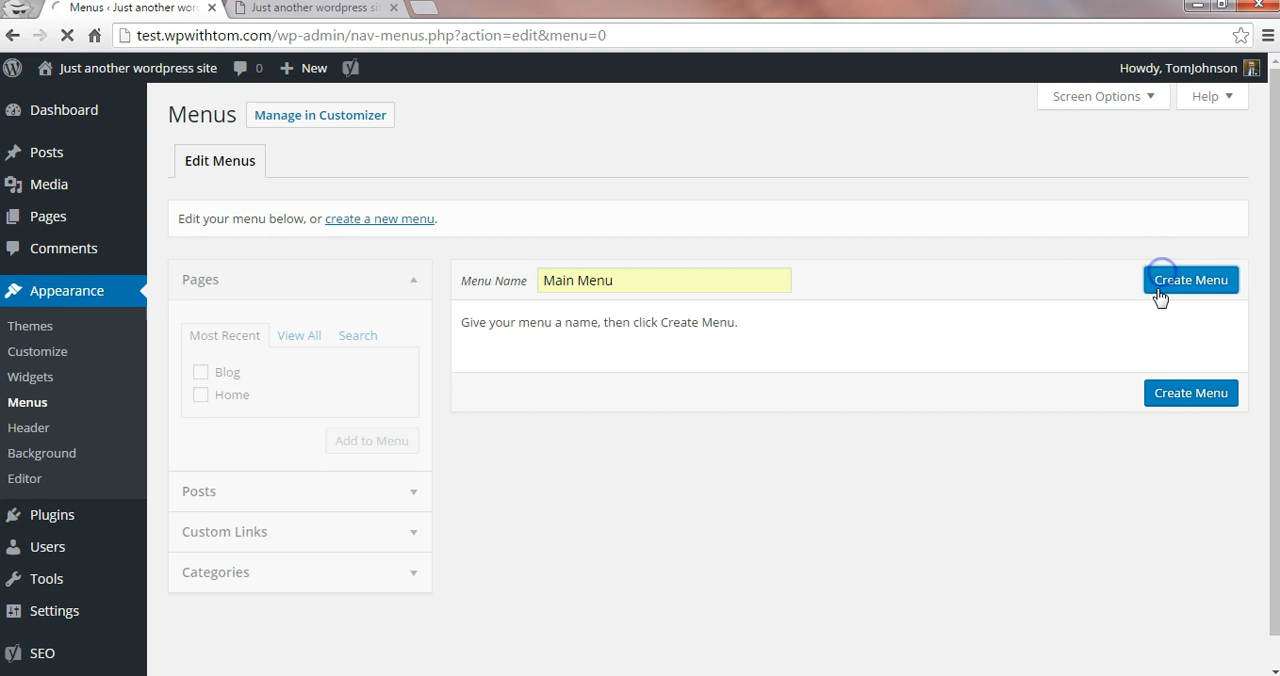 Menus ‹ Just another wor
Just another wordpress si
test.wpwithtom.com/wp-admin/nav-menus.php?action=edit&menu=0
Just another wordpress site
0
New
Howdy, TomJohnson
Dashboard
Posts
Media
Pages
Comments
Appearance
Themes
Customize
Widgets
Menus
Header
Background
Editor
Plugins
Users
Tools
Settings
SEO
Screen Options
Help
Menus
Manage in Customizer
Edit Menus
Edit your menu below, or create a new menu.
Pages
Most Recent View All Search
Blog
Home
Add to Menu
Posts
Custom Links
Categories
Menu Name Main Menu Create Menu
Give your menu a name, then click Create Menu.
Create Menu